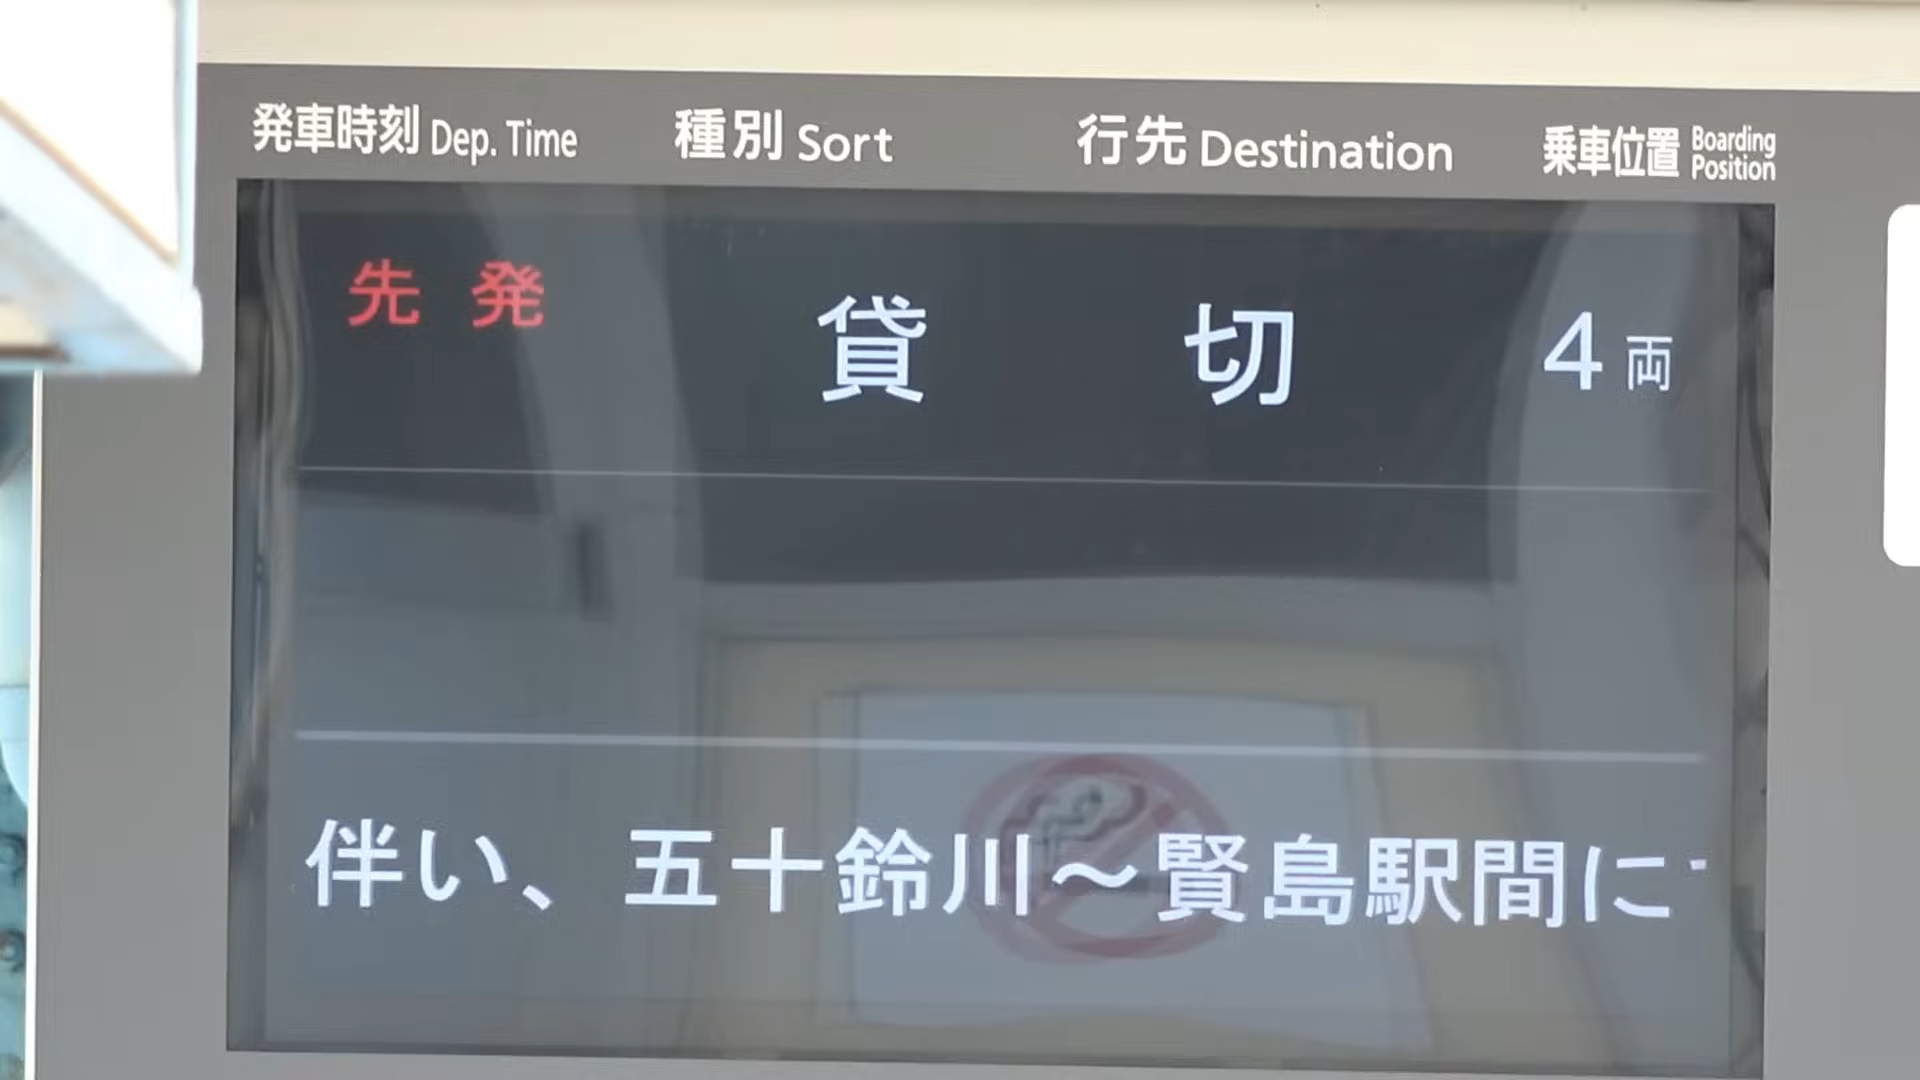 発車時刻 Dep. Time 種別 Sort 行先 Destination 乗車位置 Boarding Position
先発 貸切 4両
伴い、五十鈴川～賢島駅間に